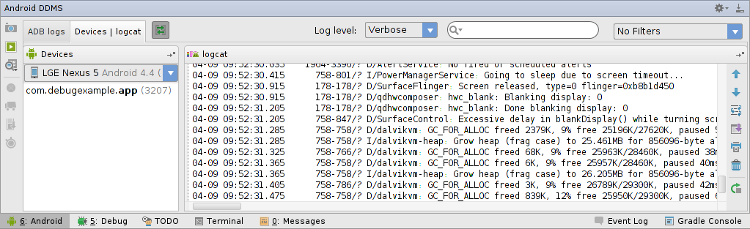 Android DDMS
ADB logs
Devices | logcat
Log level:
Verbose
No Filters
Devices
logcat
LGE Nexus 5 Android 4.4 (
com.debugexample.app (3207)
04-09 09:52:30.035 1964-3390/? D/AlertService: No fired or scheduled alerts
04-09 09:52:30.415 758-801/? I/PowerManagerService: Going to sleep due to screen timeout...
04-09 09:52:30.915 178-178/? D/SurfaceFlinger: Screen released, type=0 flinger=0xb8b1d450
04-09 09:52:30.915 178-178/? D/qdhwcomposer: hwc_blank: Blanking display: 0
04-09 09:52:31.205 178-178/? D/qdhwcomposer: hwc_blank: Done blanking display: 0
04-09 09:52:31.205 758-847/? D/SurfaceControl: Excessive delay in blankDisplay() while turning scr
04-09 09:52:31.285 758-758/? D/dalvikvm: GC_FOR_ALLOC freed 2379K, 9% free 25196K/27620K, paused
04-09 09:52:31.285 758-758/? I/dalvikvm-heap: Grow heap (frag case) to 25.461MB for 856096-byte al
04-09 09:52:31.325 758-766/? D/dalvikvm: GC_FOR_ALLOC freed 68K, 9% free 25963K/28460K, paused 38m
04-09 09:52:31.365 758-758/? D/dalvikvm: GC_FOR_ALLOC freed 6K, 9% free 25957K/28460K, paused 40ms
04-09 09:52:31.365 758-758/? I/dalvikvm-heap: Grow heap (frag case) to 26.205MB for 856096-byte al
04-09 09:52:31.405 758-786/? D/dalvikvm: GC_FOR_ALLOC freed 3K, 9% free 26789K/29300K, paused 42ms
04-09 09:52:31.475 758-758/? D/dalvikvm: GC_FOR_ALLOC freed 839K, 12% free 25950K/29300K, paused
6: Android
5: Debug
TODO
Terminal
0: Messages
Event Log
Gradle Console